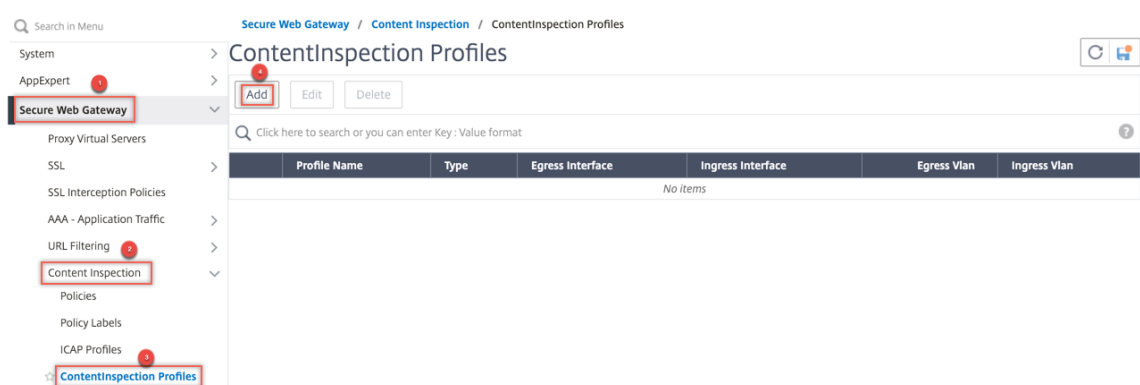 Search in Menu
System
AppExpert
1
Secure Web Gateway
Proxy Virtual Servers
SSL
SSL Interception Policies
AAA - Application Traffic
URL Filtering
2
Content Inspection
Policies
Policy Labels
ICAP Profiles
3
ContentInspection Profiles
Secure Web Gateway / Content Inspection / ContentInspection Profiles
ContentInspection Profiles
4
Add Edit Delete
Click here to search or you can enter Key : Value format
?
Profile Name Type Egress Interface Ingress Interface Egress Vlan Ingress Vlan
No items